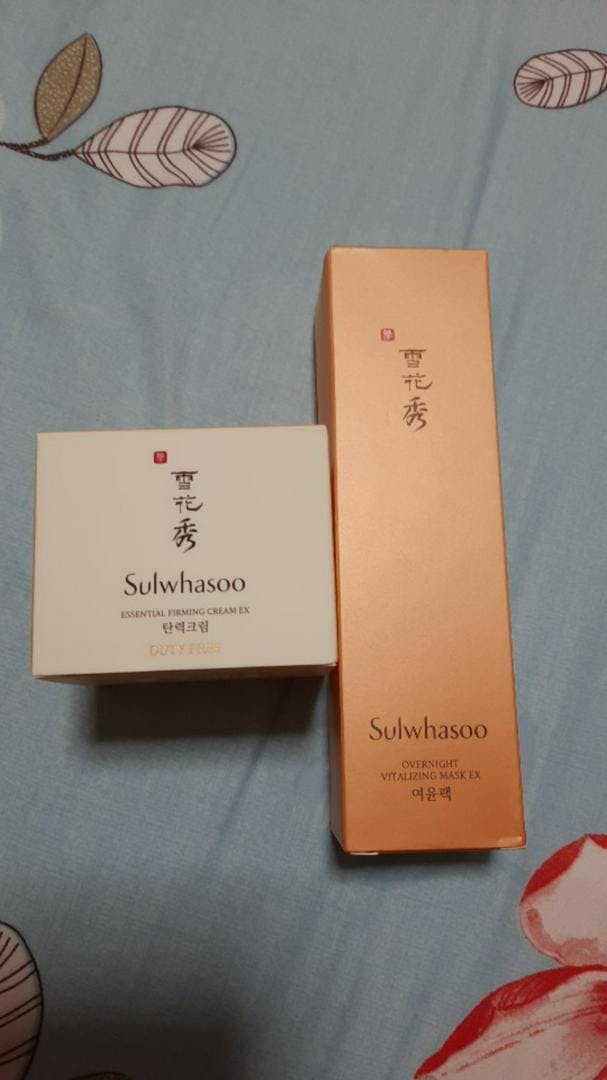 雪花秀
Sulwhasoo
ESSENTIAL FIRMING CREAM EX
탄력크림
DUTY FREE
雪花秀
Sulwhasoo
OVERNIGHT
VITALIZING MASK EX
여윤팩